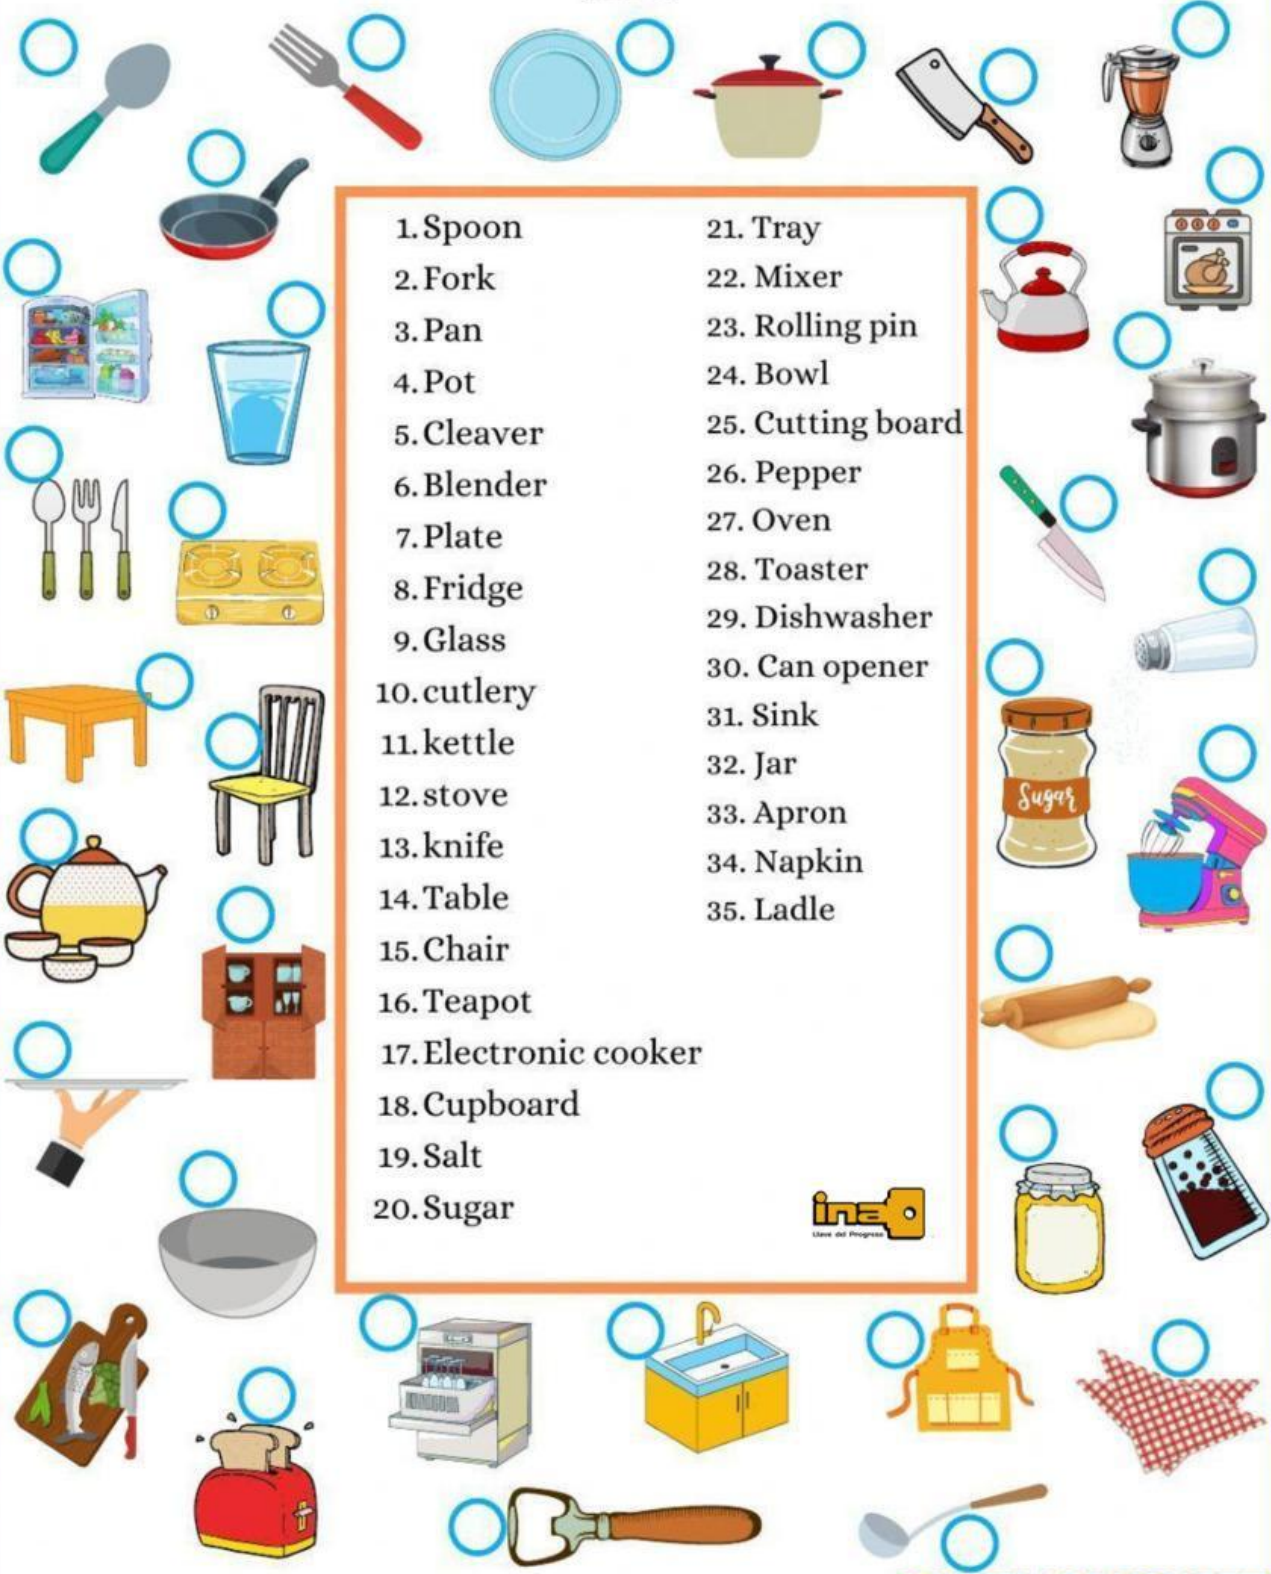 1. Spoon
2. Fork
3. Pan
4. Pot
5. Cleaver
6. Blender
7. Plate
8. Fridge
9. Glass
10. cutlery
11. kettle
12. stove
13. knife
14. Table
15. Chair
16. Teapot
17. Electronic cooker
18. Cupboard
19. Salt
20. Sugar
21. Tray
22. Mixer
23. Rolling pin
24. Bowl
25. Cutting board
26. Pepper
27. Oven
28. Toaster
29. Dishwasher
30. Can opener
31. Sink
32. Jar
33. Apron
34. Napkin
35. Ladle
Sugar
ina
Llave del Progreso